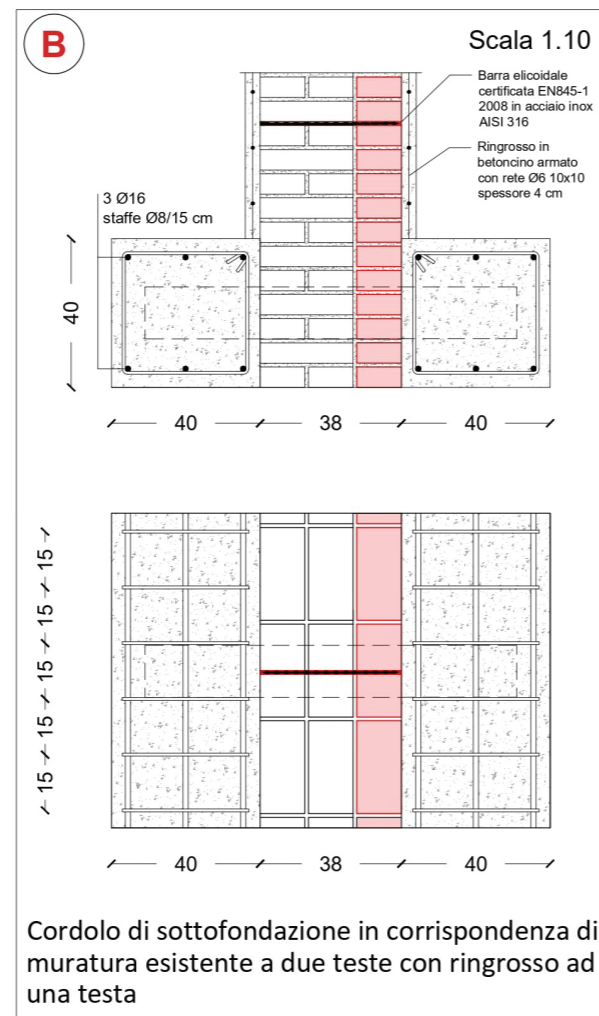 B
Scala 1.10
Barra elicoidale
certificata EN845-1
2008 in acciaio inox
AISI 316
Ringrosso in
betoncino armato
con rete Ø6 10x10
spessore 4 cm
3 Ø16
staffe Ø8/15 cm
40
40
38
40
15
15
15
15
15
40
38
40
Cordolo di sottofondazione in corrispondenza di
muratura esistente a due teste con ringrosso ad
una testa